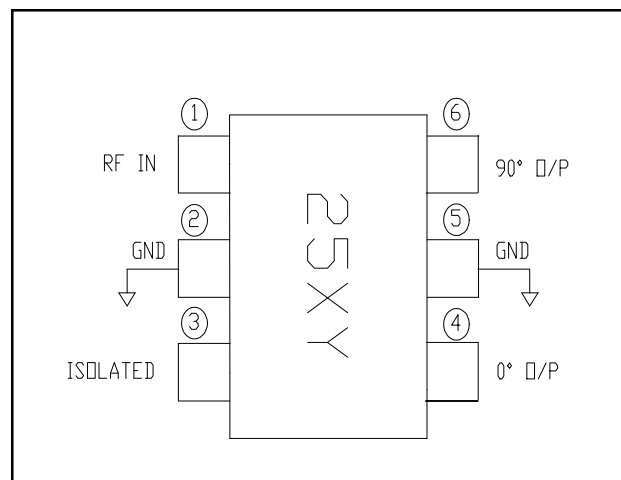 1
6
RF IN
90° O/P
2
5
GND
GND
25XY
3
4
ISOLATED
0° O/P